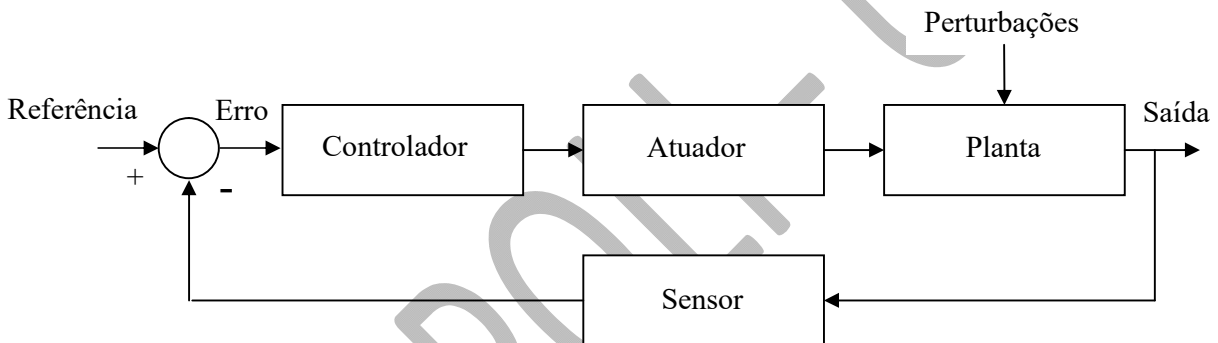 Perturbações
Referência
Erro
Controlador
Atuador
Planta
Saída
+
-
Sensor